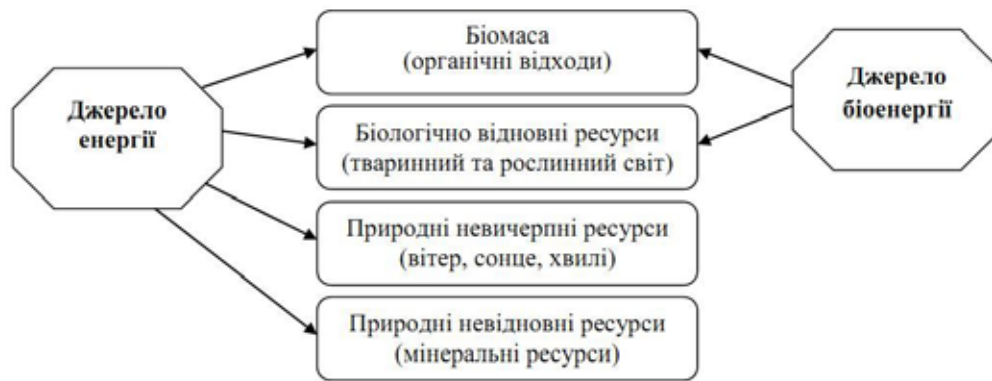 Джерело
енергії
Біомаса
(органічні відходи)
Біологічно відновні ресурси
(тваринний та рослинний світ)
Природні невичерпні ресурси
(вітер, сонце, хвилі)
Природні невідновні ресурси
(мінеральні ресурси)
Джерело
біоенергії